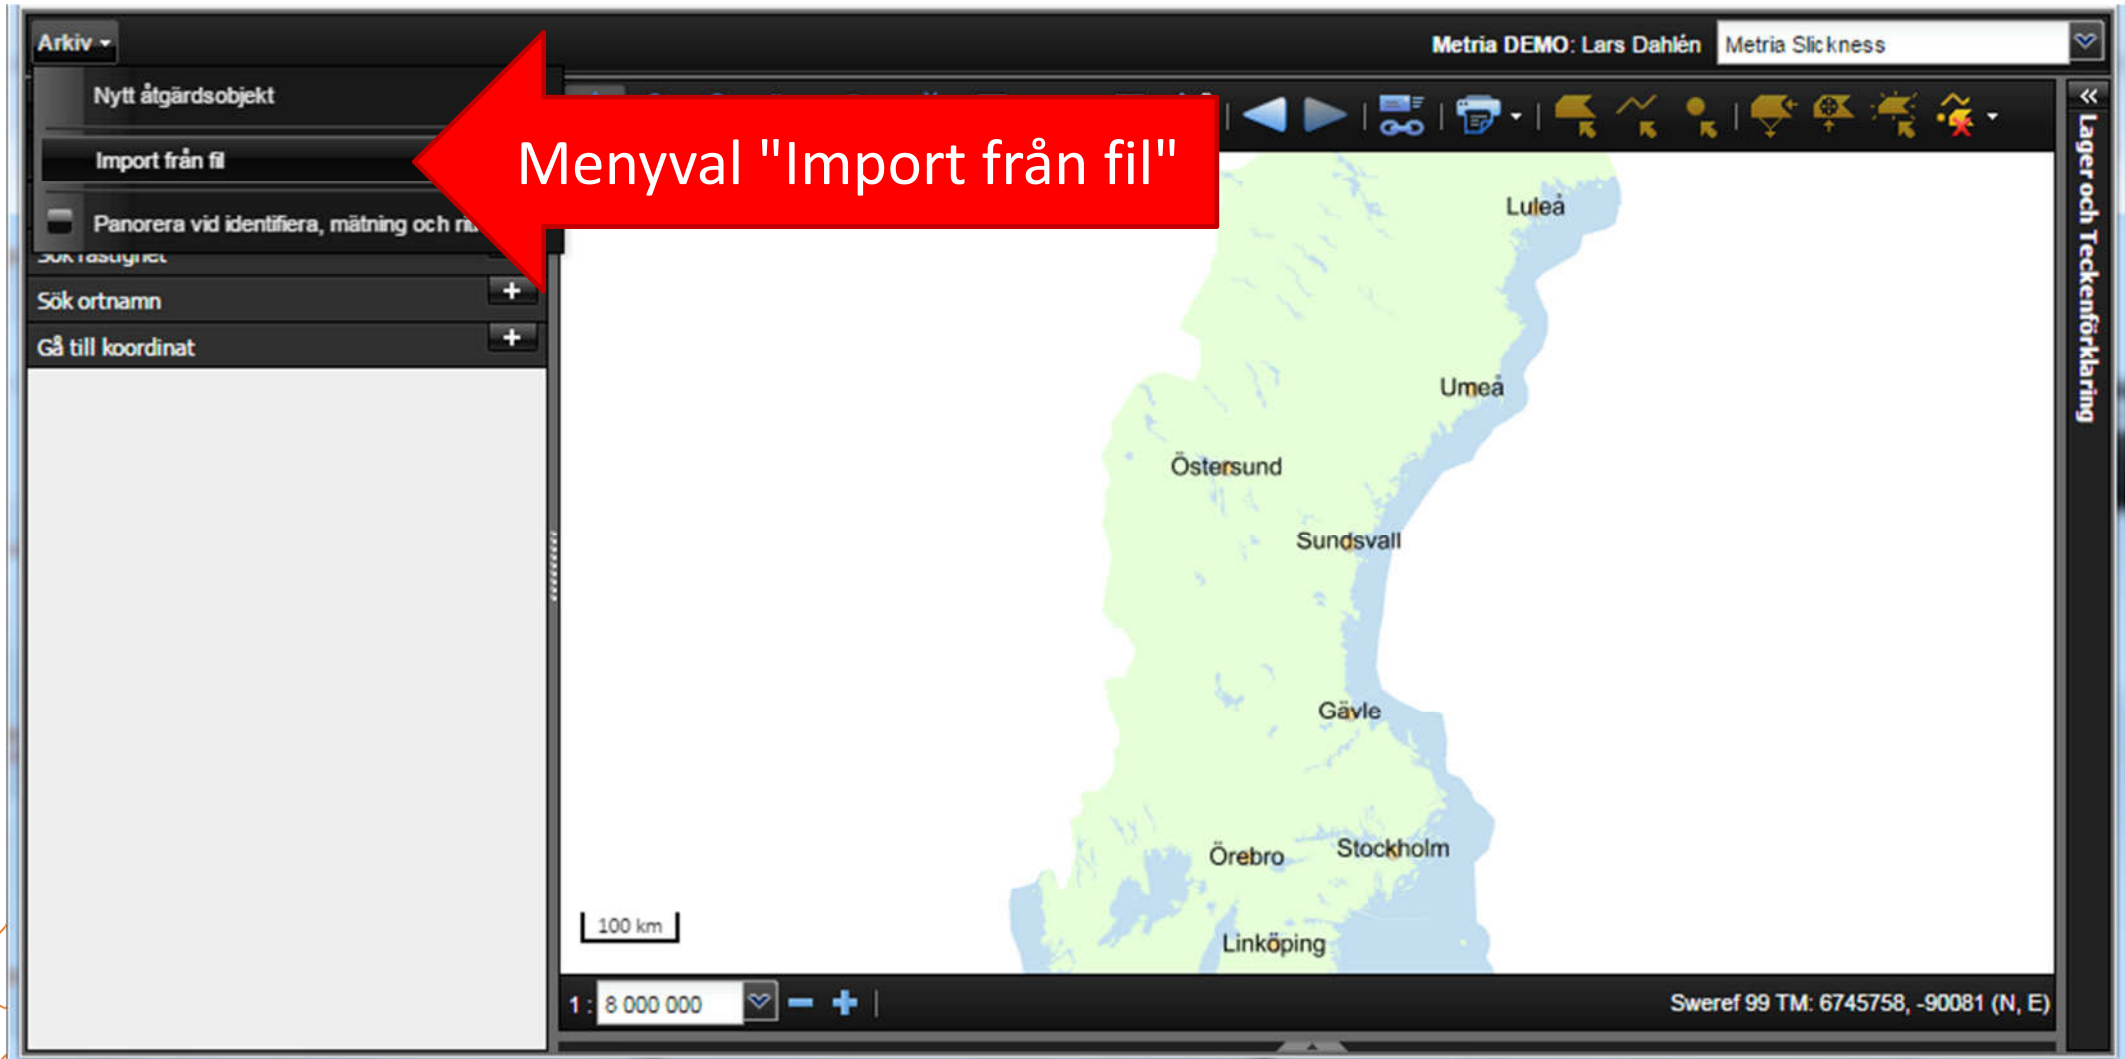 Arkiv
Metria DEMO: Lars Dahlén
Metria Slickness
Nytt åtgärdsobjekt
Import från fil
Panorera vid identifiera, mätning och
Menyval "Import från fil"
Sök fastighet
Sök ortnamn
Gå till koordinat
Lager och Teckenförklaring
Luleå
Umeå
Östersund
Sundsvall
Gävle
Örebro
Stockholm
Linköping
100 km
1 : 8 000 000
Sweref 99 TM: 6745758, -90081 (N, E)